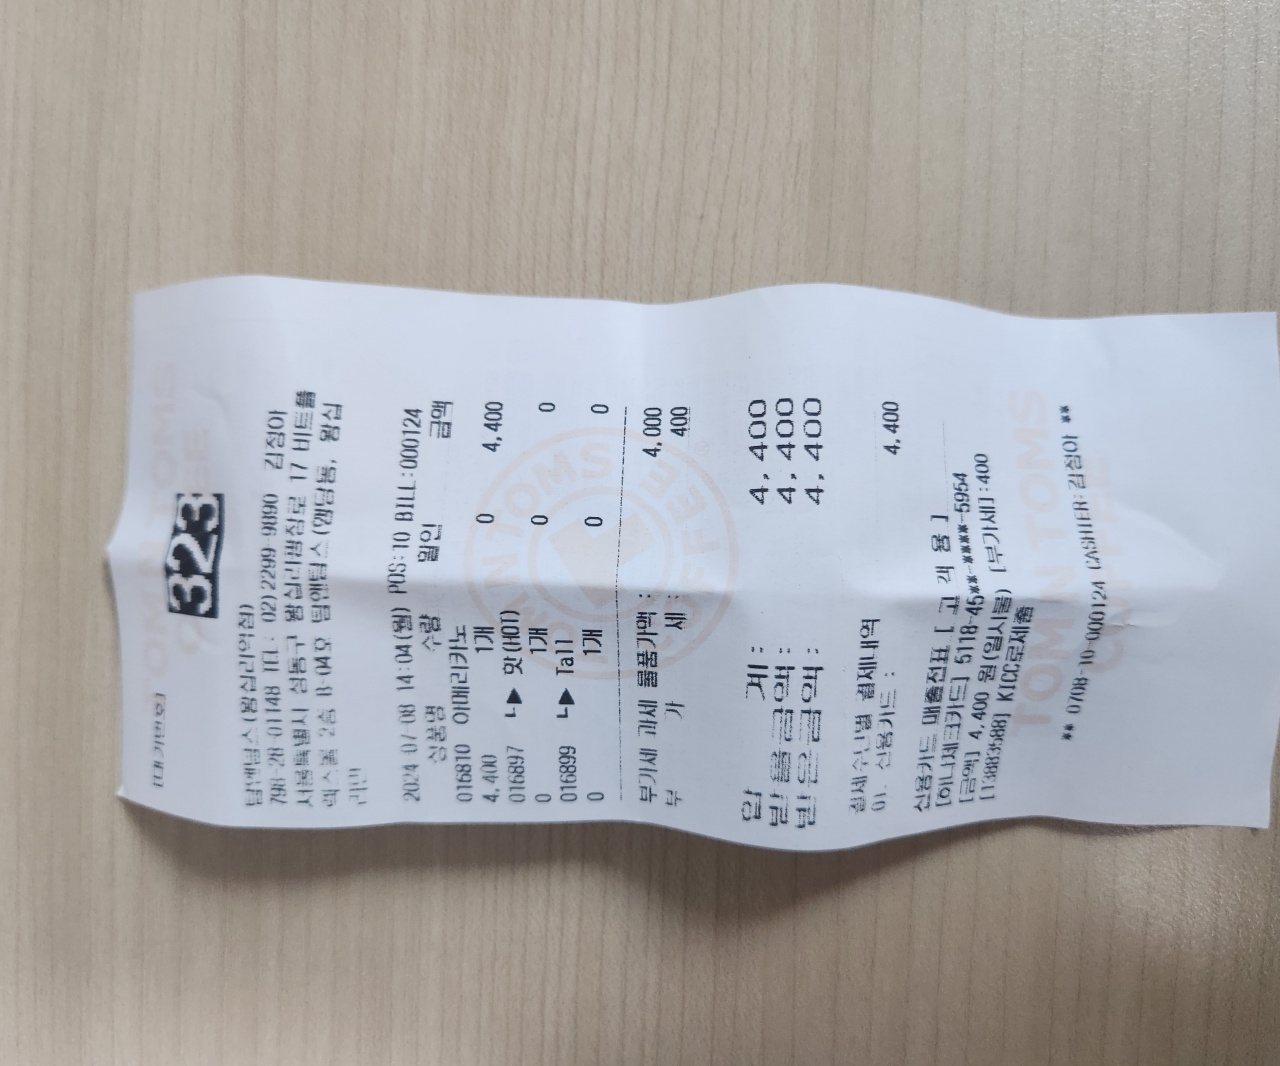 [대기번호]
323
탐앤탐스(왕십리역점)
798-28-01148 TEL : 02)2299-9890 김정아
서울특별시 성동구 왕십리광장로 17 비트플
렉스몰 2층 B-04호 탐앤탐스(행당동, 왕십
리민
2024-07-08 14:04(월) POS:10 BILL:000124
상품명 수량 할인 금액
016810 아메리카노
4,400 1개 0 4,400
016897 ┗▶ 맛(HOT)
0 1개 0 0
016899 ┗▶ Tall
0 1개 0 0
부가세 과세 물품가액 : 4,000
부 가 세 : 400
합 계 : 4,400
받을금액 : 4,400
받은금액 : 4,400
결제수단별 결제내역
01. 신용카드 : 4,400
신용카드 매출전표 [ 고 객 용 ]
[하나체크카드] 5118-45**-****-5954
[금액] 4,400 원(일시불) [부가세]:400
KICC로제출
** 0708-10-000124 CASHIER:김정아 **
TOM N TOMS
COFFEE